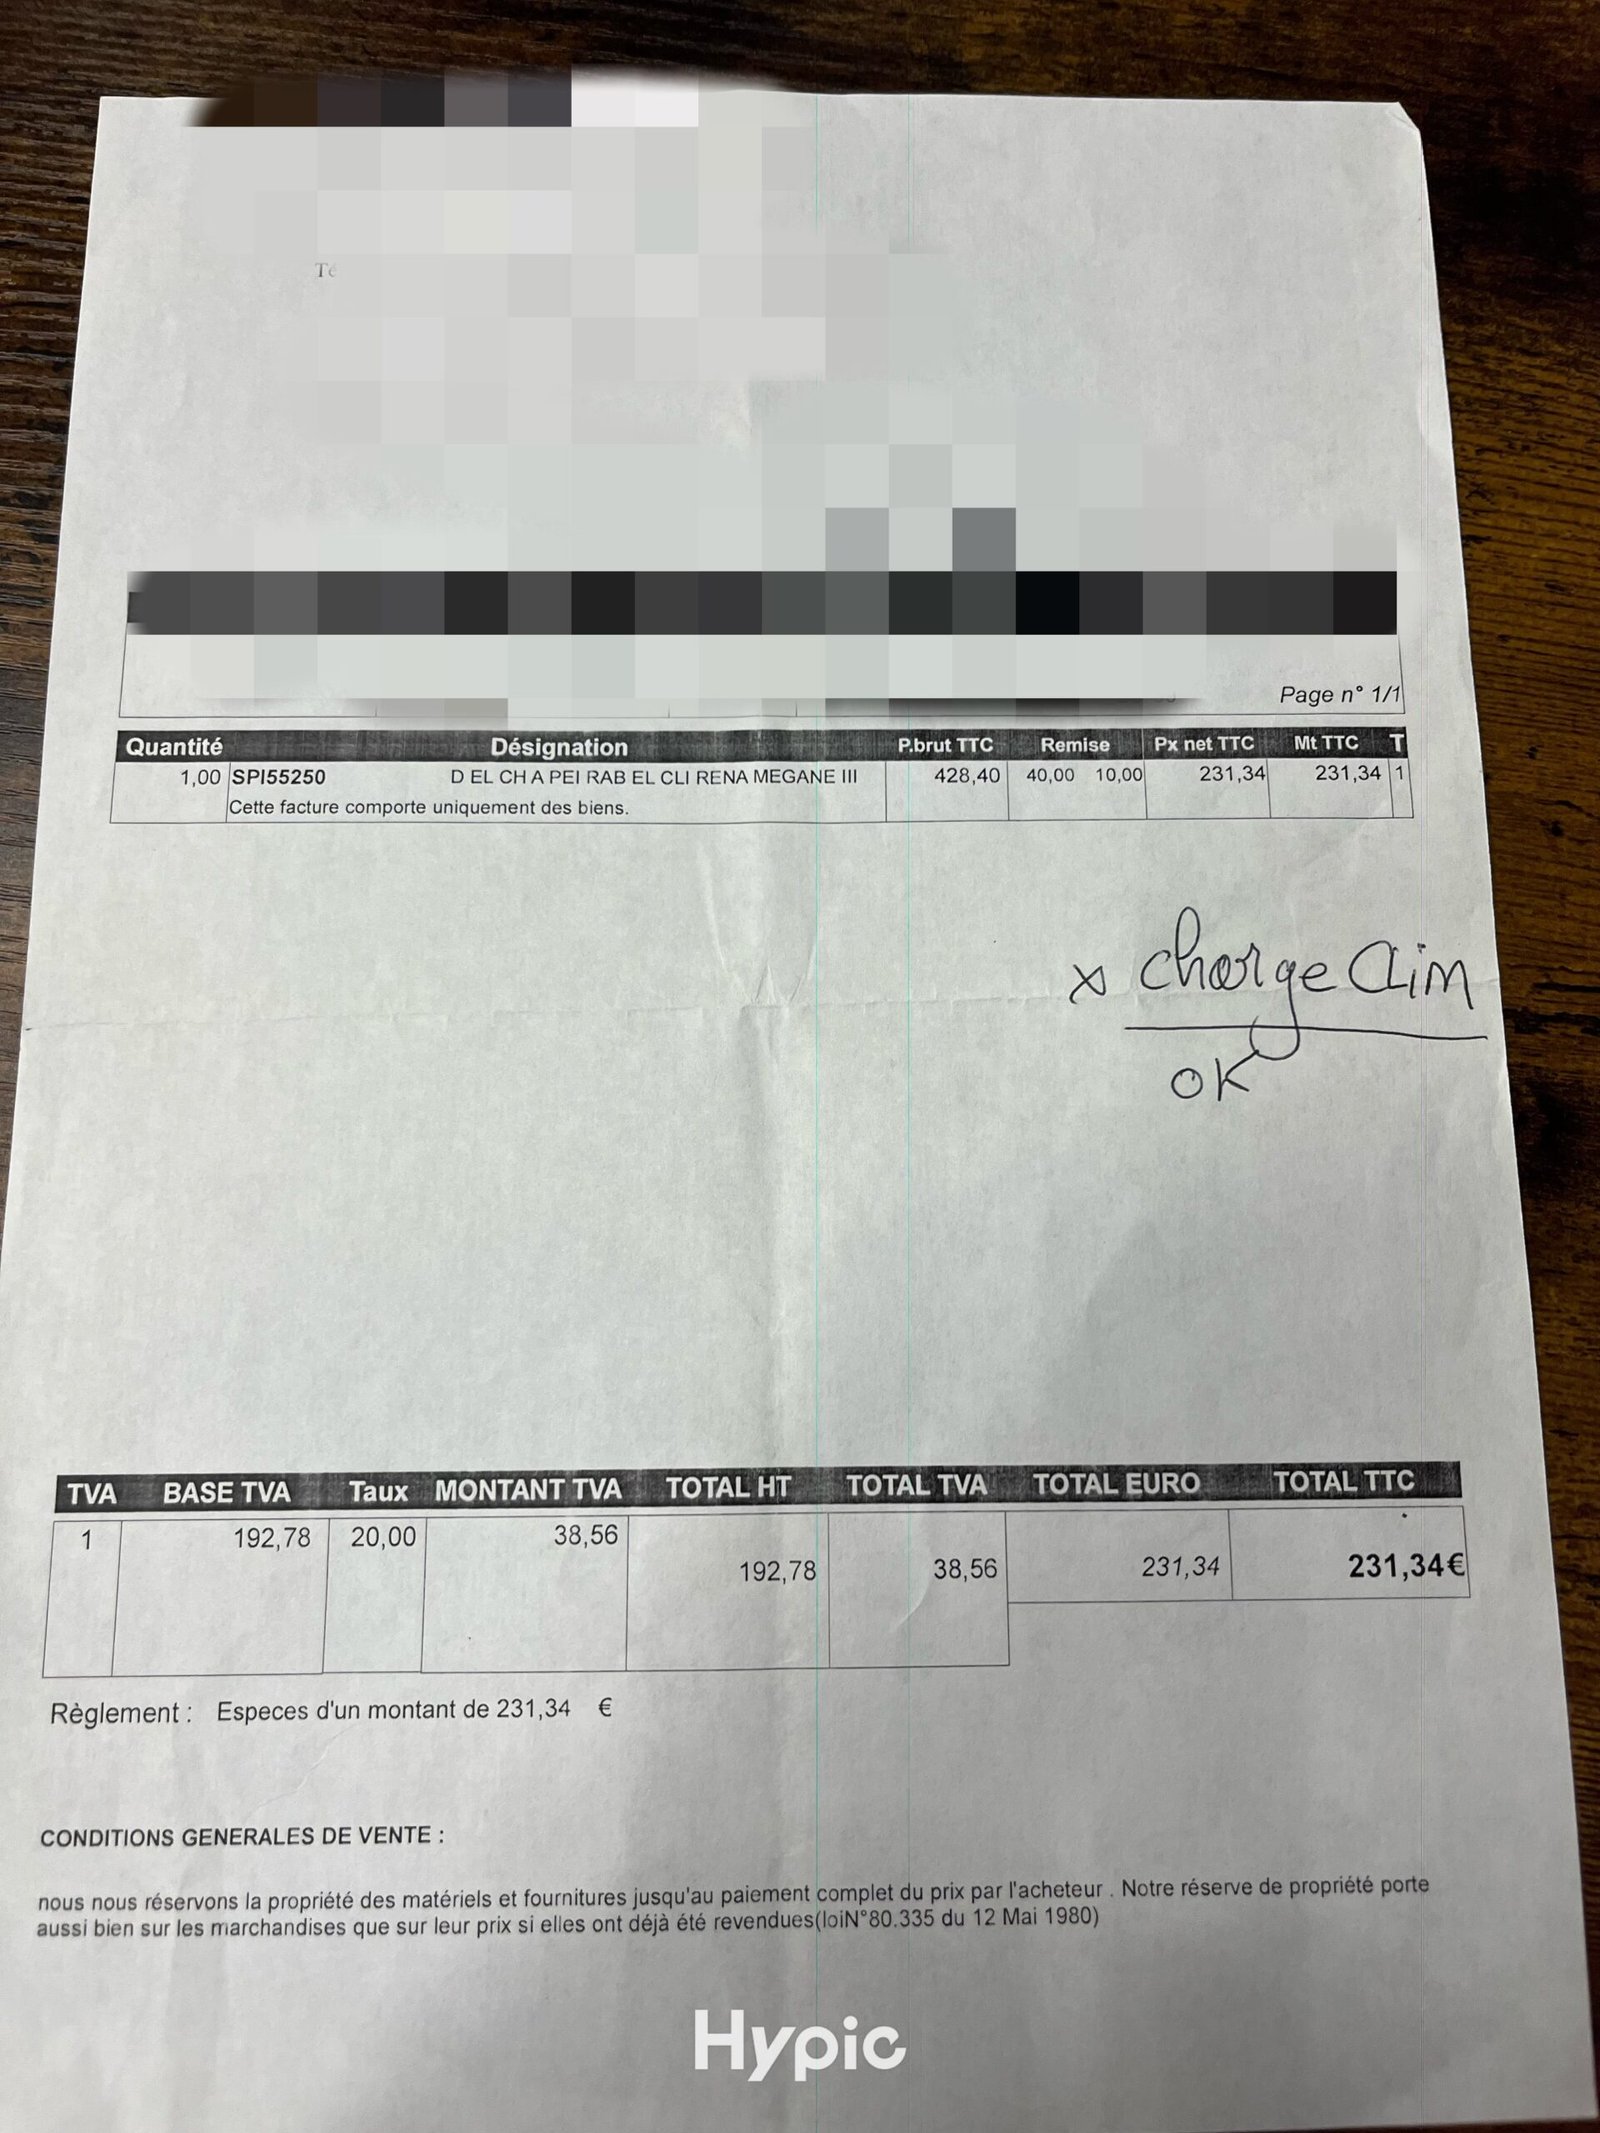 Té
Page n° 1/1
Quantité Désignation P.brut TTC Remise Px net TTC Mt TTC T
1,00 SPI55250 D EL CH A PEI RAB EL CLI RENA MEGANE III 428,40 40,00 10,00 231,34 231,34 1
Cette facture comporte uniquement des biens.
x charge Clim
OK
TVA BASE TVA Taux MONTANT TVA TOTAL HT TOTAL TVA TOTAL EURO TOTAL TTC
1 192,78 20,00 38,56
192,78 38,56 231,34 231,34€
Règlement : Especes d'un montant de 231,34 €
CONDITIONS GENERALES DE VENTE :
nous nous réservons la propriété des matériels et fournitures jusqu'au paiement complet du prix par l'acheteur . Notre réserve de propriété porte
aussi bien sur les marchandises que sur leur prix si elles ont déjà été revendues(loiN°80.335 du 12 Mai 1980)
Hypic